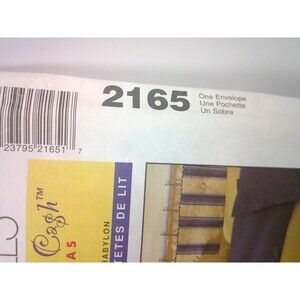 2165
One Envelope
Une Pochette
Un Sobre
23795 21651 7
Cash™
AS
BABYLON
TETES DE LIT